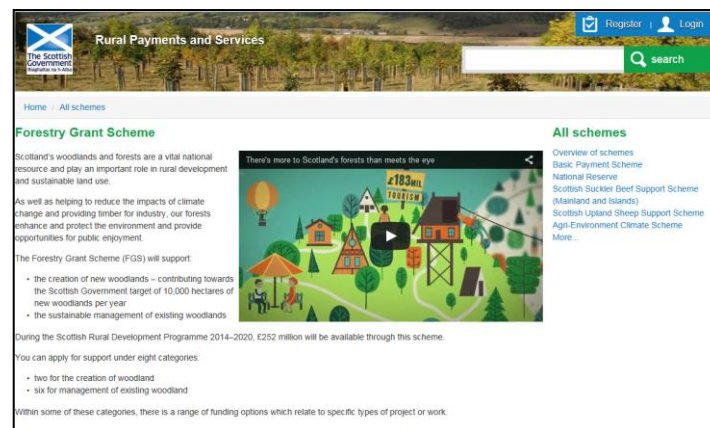 Register | Login
The Scottish
Government
Riaghaltas na h-Alba
Rural Payments and Services
search
Home / All schemes
Forestry Grant Scheme
Scotland's woodlands and forests are a vital national
resource and play an important role in rural development
and sustainable land use.
As well as helping to reduce the impacts of climate
change and providing timber for industry, our forests
enhance and protect the environment and provide
opportunities for public enjoyment.
The Forestry Grant Scheme (FGS) will support:
• the creation of new woodlands – contributing towards
the Scottish Government target of 10,000 hectares of
new woodlands per year
• the sustainable management of existing woodlands
There's more to Scotland's forests than meets the eye
£183MIL
TOURISM
During the Scottish Rural Development Programme 2014–2020, £252 million will be available through this scheme.
You can apply for support under eight categories:
• two for the creation of woodland
• six for management of existing woodland
Within some of these categories, there is a range of funding options which relate to specific types of project or work.
All schemes
Overview of schemes
Basic Payment Scheme
National Reserve
Scottish Suckler Beef Support Scheme
(Mainland and Islands)
Scottish Upland Sheep Support Scheme
Agri-Environment Climate Scheme
More...